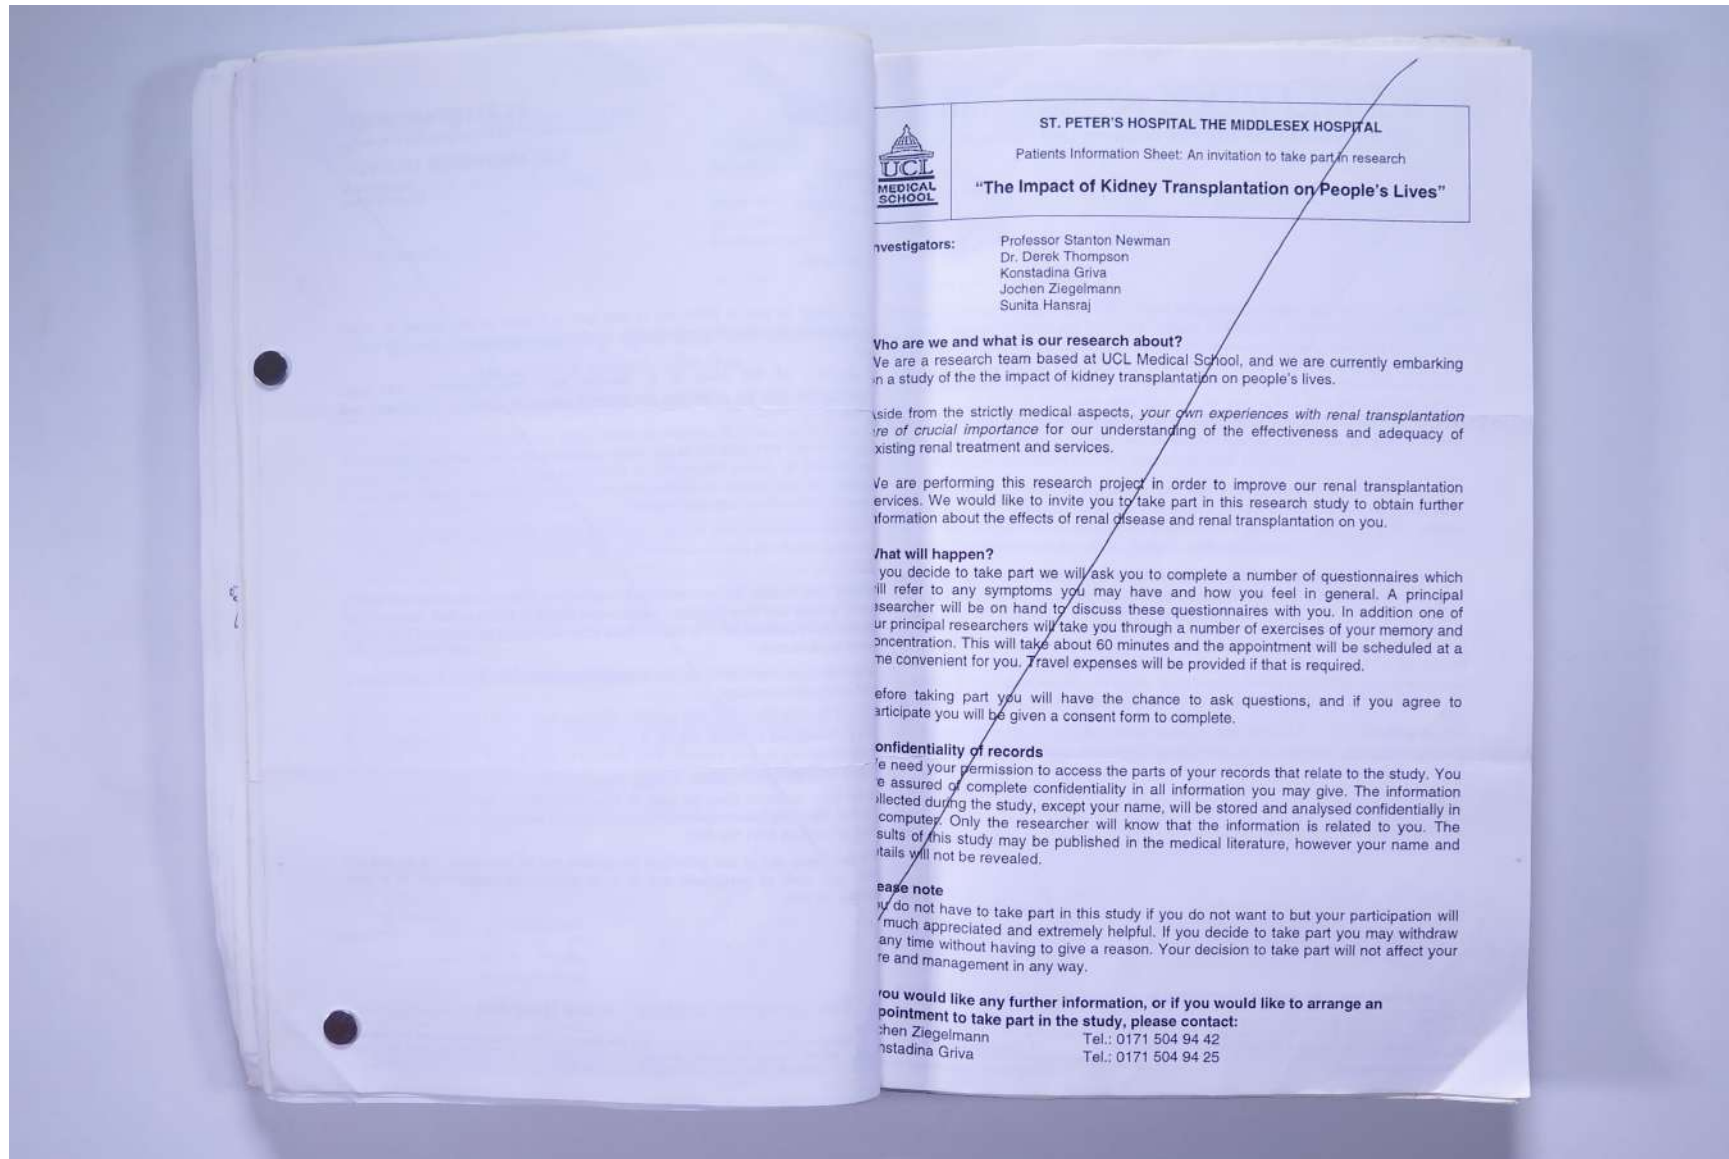 UCL
MEDICAL
SCHOOL
ST. PETER'S HOSPITAL THE MIDDLESEX HOSPITAL
Patients Information Sheet: An invitation to take part in research
"The Impact of Kidney Transplantation on People's Lives"
nvestigators:
Professor Stanton Newman
Dr. Derek Thompson
Konstadina Griva
Jochen Ziegelmann
Sunita Hansraj
Who are we and what is our research about?
We are a research team based at UCL Medical School, and we are currently embarking
n a study of the the impact of kidney transplantation on people's lives.
side from the strictly medical aspects, your own experiences with renal transplantation
re of crucial importance for our understanding of the effectiveness and adequacy of
xisting renal treatment and services.
We are performing this research project in order to improve our renal transplantation
ervices. We would like to invite you to take part in this research study to obtain further
formation about the effects of renal disease and renal transplantation on you.
hat will happen?
you decide to take part we will ask you to complete a number of questionnaires which
ill refer to any symptoms you may have and how you feel in general. A principal
esearcher will be on hand to discuss these questionnaires with you. In addition one of
ur principal researchers will take you through a number of exercises of your memory and
oncentration. This will take about 60 minutes and the appointment will be scheduled at a
me convenient for you. Travel expenses will be provided if that is required.
efore taking part you will have the chance to ask questions, and if you agree to
articipate you will be given a consent form to complete.
onfidentiality of records
e need your permission to access the parts of your records that relate to the study. You
e assured of complete confidentiality in all information you may give. The information
llected during the study, except your name, will be stored and analysed confidentially in
computer. Only the researcher will know that the information is related to you. The
sults of this study may be published in the medical literature, however your name and
tails will not be revealed.
ease note
ou do not have to take part in this study if you do not want to but your participation will
much appreciated and extremely helpful. If you decide to take part you may withdraw
any time without having to give a reason. Your decision to take part will not affect your
re and management in any way.
you would like any further information, or if you would like to arrange an
pointment to take part in the study, please contact:
chen Ziegelmann Tel.: 0171 504 94 42
nstadina Griva Tel.: 0171 504 94 25